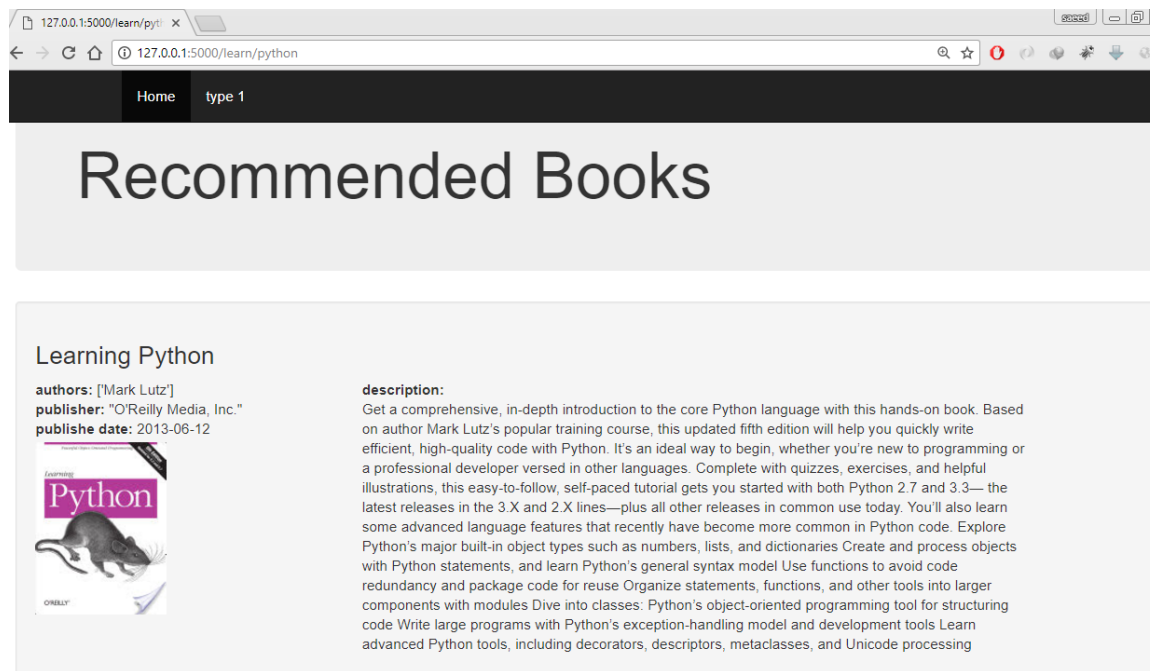 127.0.0.1:5000/learn/pyth
saeed
127.0.0.1:5000/learn/python
Home type 1
Recommended Books
Learning Python
authors: ['Mark Lutz']
publisher: "O'Reilly Media, Inc."
publishe date: 2013-06-12
Learning
Python
O'REILLY'
description:
Get a comprehensive, in-depth introduction to the core Python language with this hands-on book. Based
on author Mark Lutz’s popular training course, this updated fifth edition will help you quickly write
efficient, high-quality code with Python. It’s an ideal way to begin, whether you’re new to programming or
a professional developer versed in other languages. Complete with quizzes, exercises, and helpful
illustrations, this easy-to-follow, self-paced tutorial gets you started with both Python 2.7 and 3.3— the
latest releases in the 3.X and 2.X lines—plus all other releases in common use today. You’ll also learn
some advanced language features that recently have become more common in Python code. Explore
Python’s major built-in object types such as numbers, lists, and dictionaries Create and process objects
with Python statements, and learn Python’s general syntax model Use functions to avoid code
redundancy and package code for reuse Organize statements, functions, and other tools into larger
components with modules Dive into classes: Python’s object-oriented programming tool for structuring
code Write large programs with Python’s exception-handling model and development tools Learn
advanced Python tools, including decorators, descriptors, metaclasses, and Unicode processing